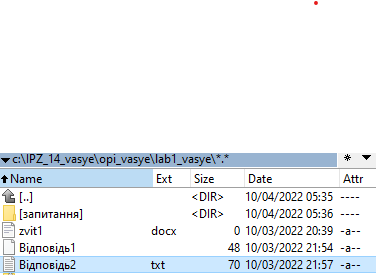 c:\IPZ_14_vasye\opi_vasye\lab1_vasye\*.* * ▼
Name Ext Size Date Attr
[..] <DIR> 10/04/2022 05:35 ----
[запитання] <DIR> 10/04/2022 05:36 ----
zvit1 docx 0 10/03/2022 20:39 -a--
Відповідь1 48 10/03/2022 21:54 -a--
Відповідь2 txt 70 10/03/2022 21:57 -a--